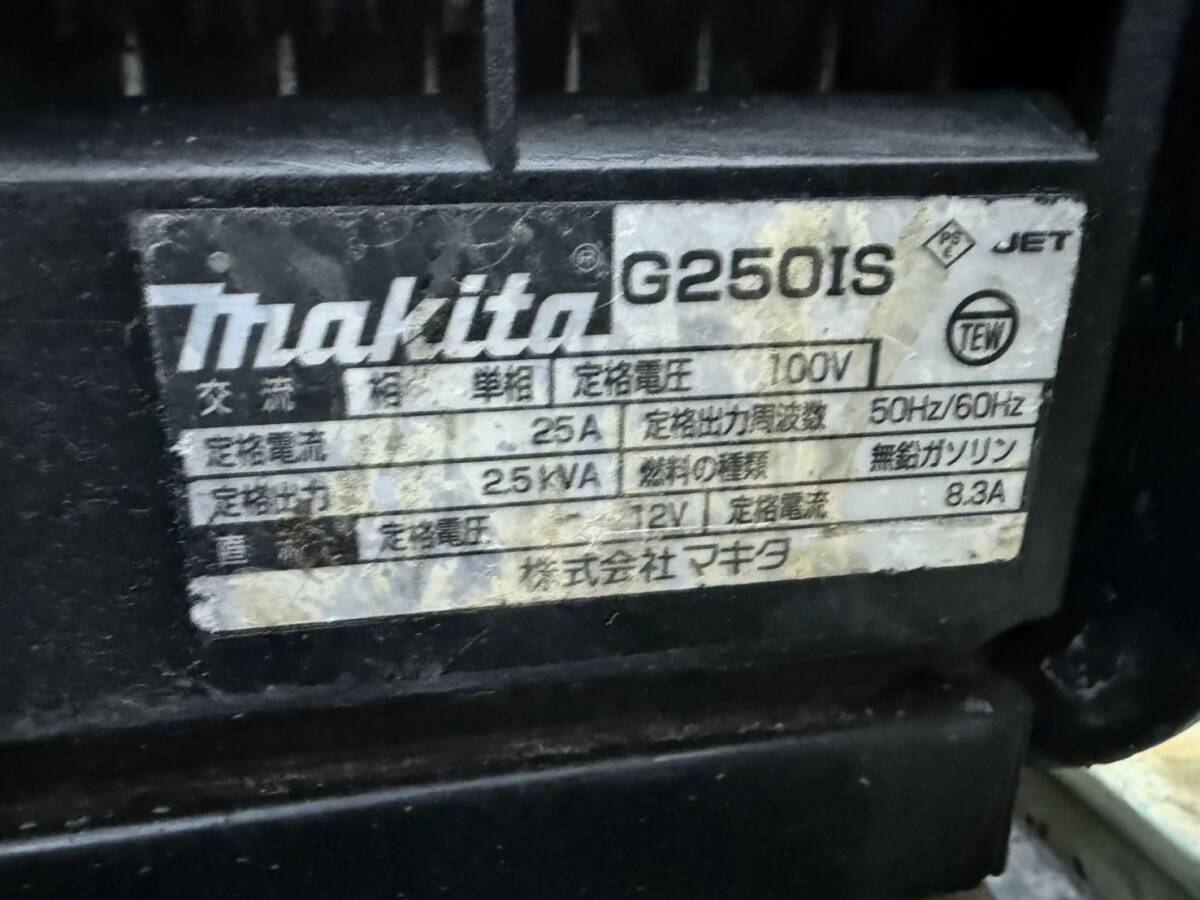 makita ® G250IS PS E JET
TEW
交流 相 単相 定格電圧 100V
定格電流 25A 定格出力周波数 50Hz/60Hz
定格出力 2.5kVA 燃料の種類 無鉛ガソリン
直流 定格電圧 12V 定格電流 8.3A
株式会社マキタ